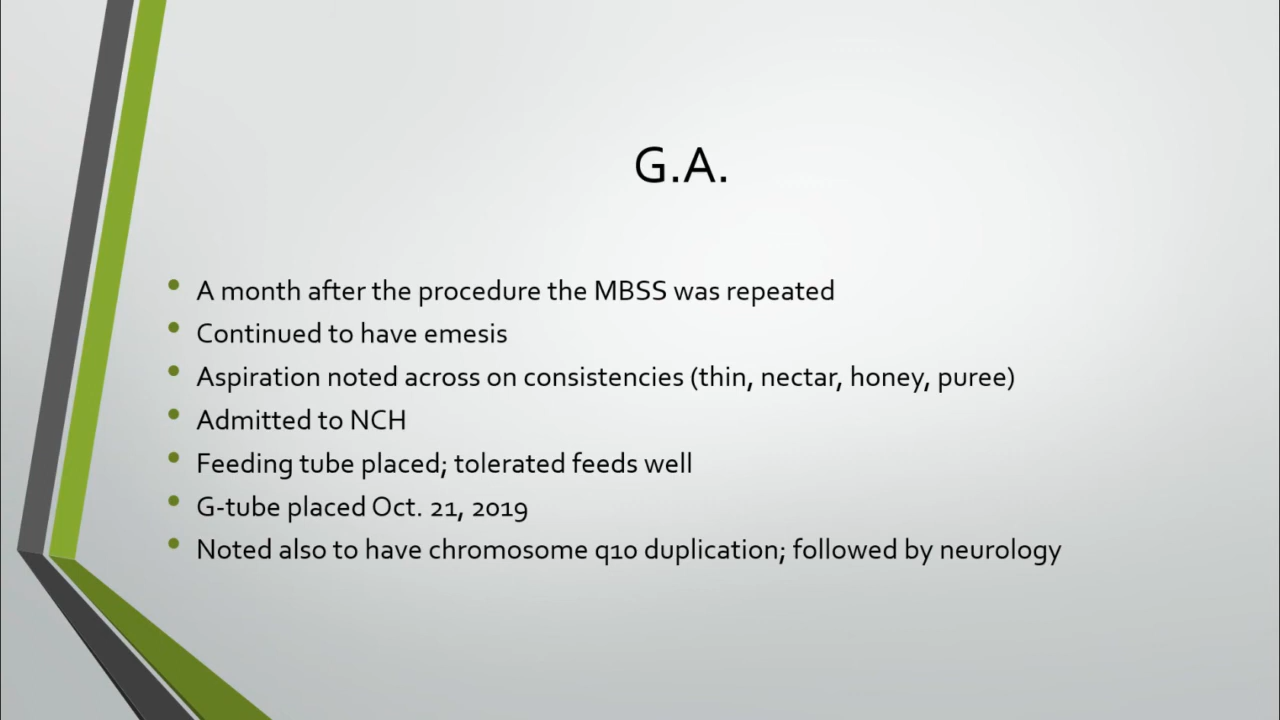 G.A.
• A month after the procedure the MBSS was repeated
• Continued to have emesis
• Aspiration noted across on consistencies (thin, nectar, honey, puree)
• Admitted to NCH
• Feeding tube placed; tolerated feeds well
• G-tube placed Oct. 21, 2019
• Noted also to have chromosome q10 duplication; followed by neurology